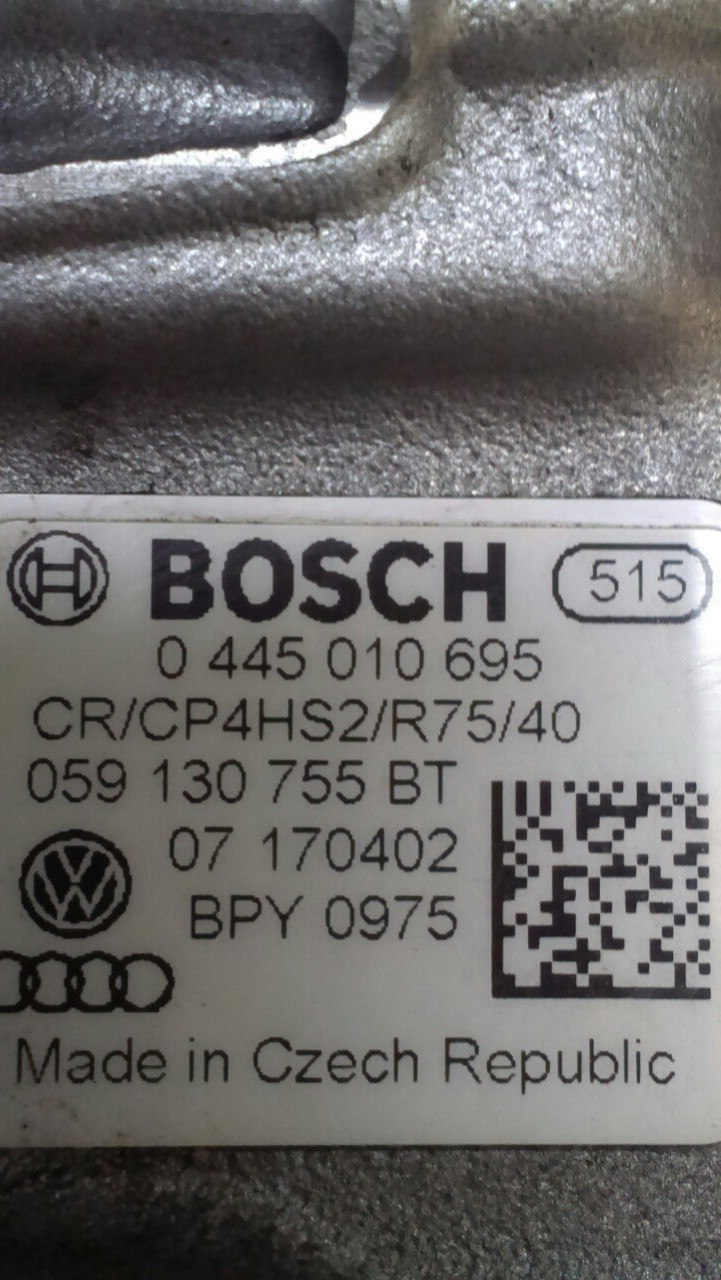 BOSCH 515
0 445 010 695
CR/CP4HS2/R75/40
059 130 755 BT
07 170402
BPY 0975
Made in Czech Republic